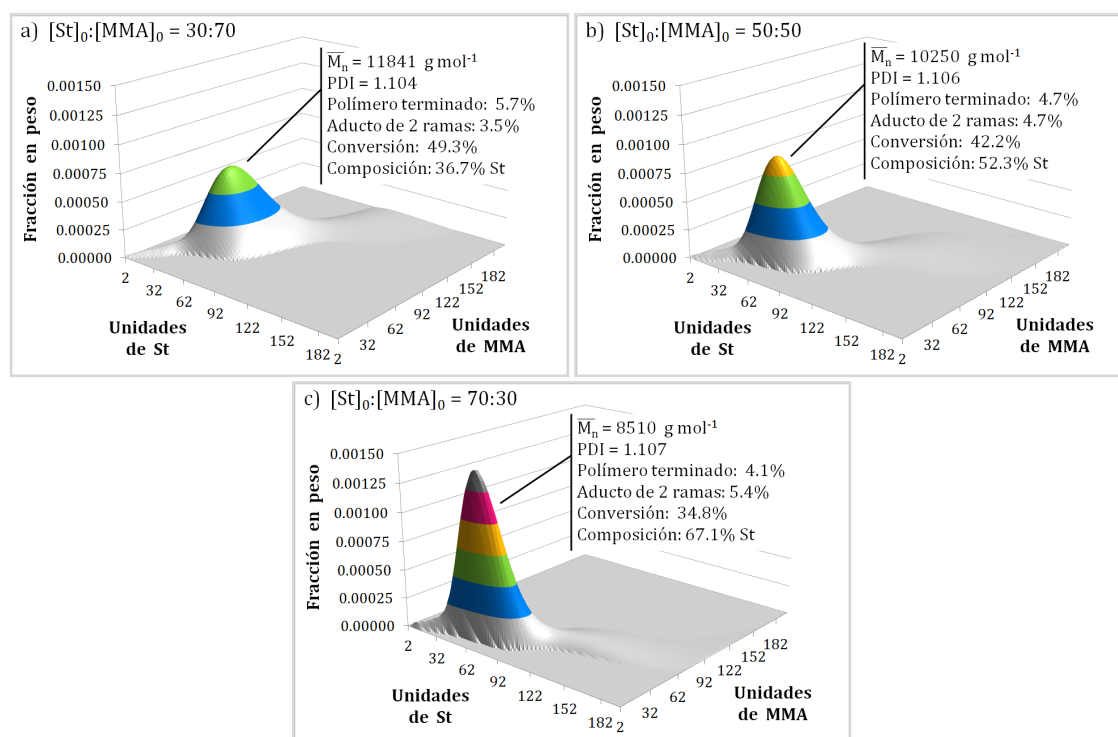 a) [St]₀:[MMA]₀ = 30:70
M̅n = 11841 g mol⁻¹
PDI = 1.104
Polímero terminado: 5.7%
Aducto de 2 ramas: 3.5%
Conversión: 49.3%
Composición: 36.7% St
Fracción en peso
0.00150
0.00125
0.00100
0.00075
0.00050
0.00025
0.00000
2
32
62
92
122
152
182
Unidades
de St
2
32
62
92
122
152
182
Unidades
de MMA
b) [St]₀:[MMA]₀ = 50:50
M̅n = 10250 g mol⁻¹
PDI = 1.106
Polímero terminado: 4.7%
Aducto de 2 ramas: 4.7%
Conversión: 42.2%
Composición: 52.3% St
Fracción en peso
0.00150
0.00125
0.00100
0.00075
0.00050
0.00025
0.00000
2
32
62
92
122
152
182
Unidades
de St
2
32
62
92
122
152
182
Unidades
de MMA
c) [St]₀:[MMA]₀ = 70:30
M̅n = 8510 g mol⁻¹
PDI = 1.107
Polímero terminado: 4.1%
Aducto de 2 ramas: 5.4%
Conversión: 34.8%
Composición: 67.1% St
Fracción en peso
0.00150
0.00125
0.00100
0.00075
0.00050
0.00025
0.00000
2
32
62
92
122
152
182
Unidades
de St
2
32
62
92
122
152
182
Unidades
de MMA